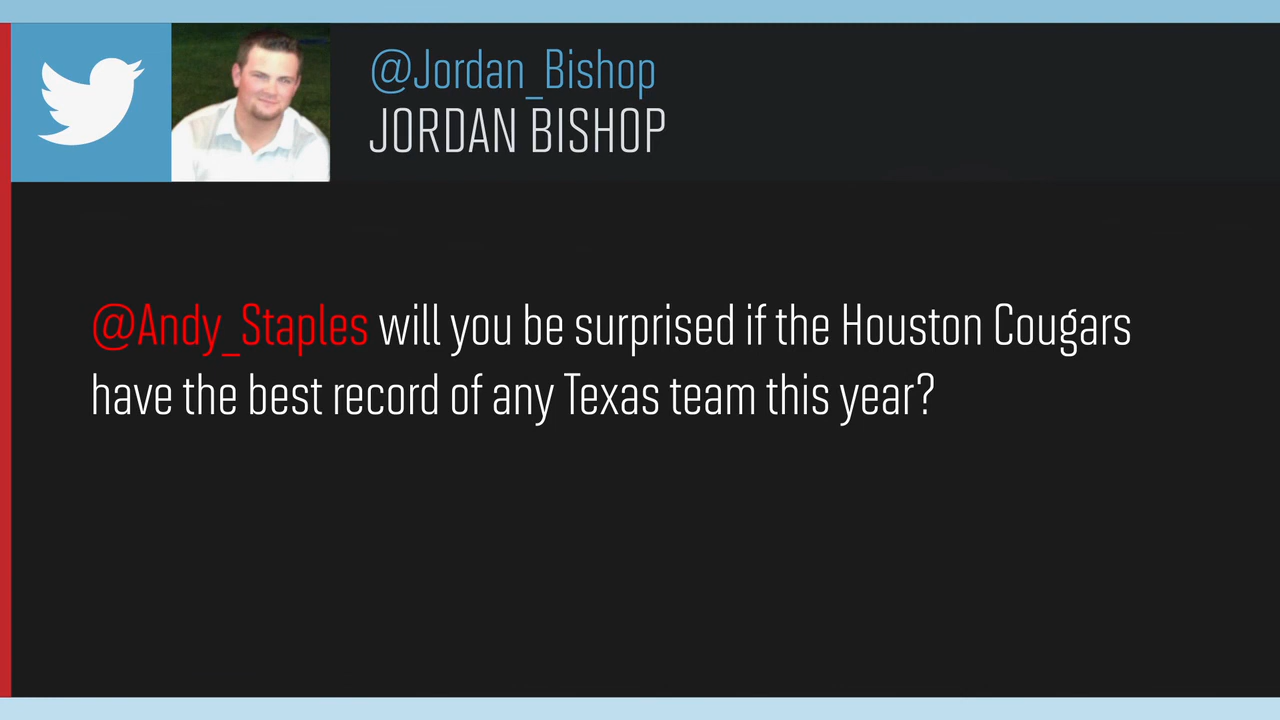 @Jordan_Bishop
JORDAN BISHOP
@Andy_Staples will you be surprised if the Houston Cougars
have the best record of any Texas team this year?